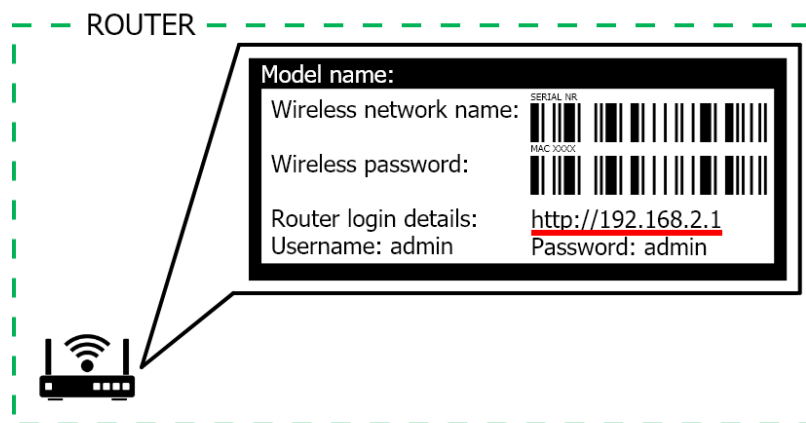 ROUTER
Model name:
Wireless network name:
SERIAL NR
MAC XXXX
Wireless password:
Router login details: http://192.168.2.1
Username: admin Password: admin